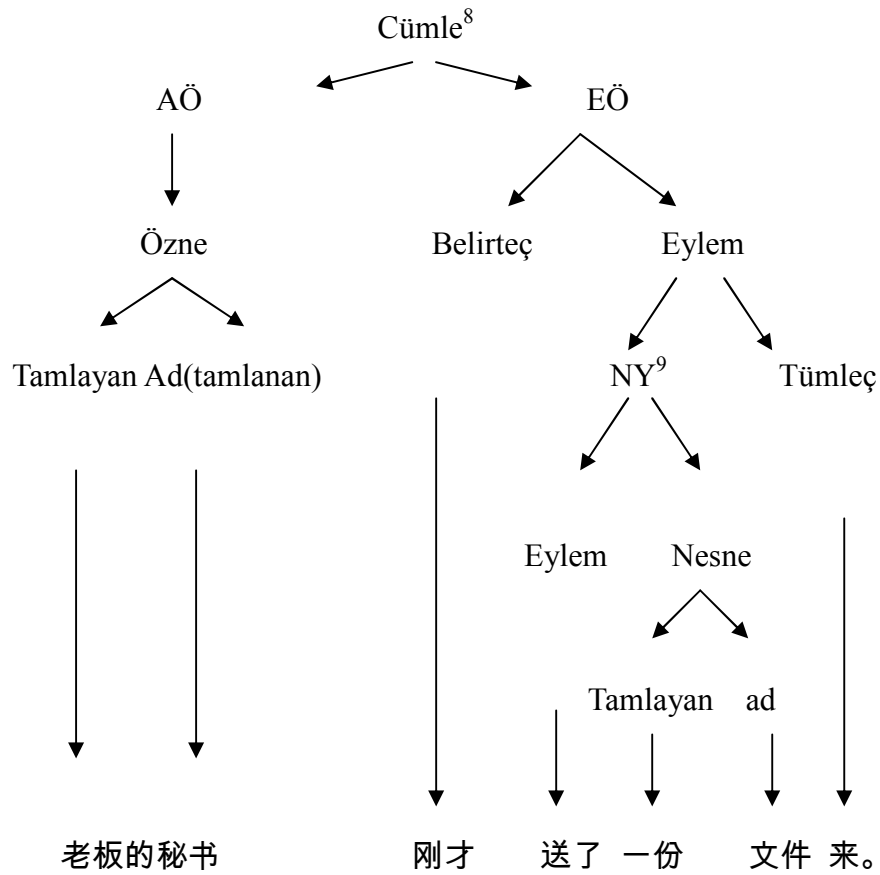 Cümle⁸
AÖ EÖ
Özne Belirteç Eylem
Tamlayan Ad(tamlanan) NY⁹ Tümleç
Eylem Nesne
Tamlayan ad
老板的秘书 刚才 送了 一份 文件 来。